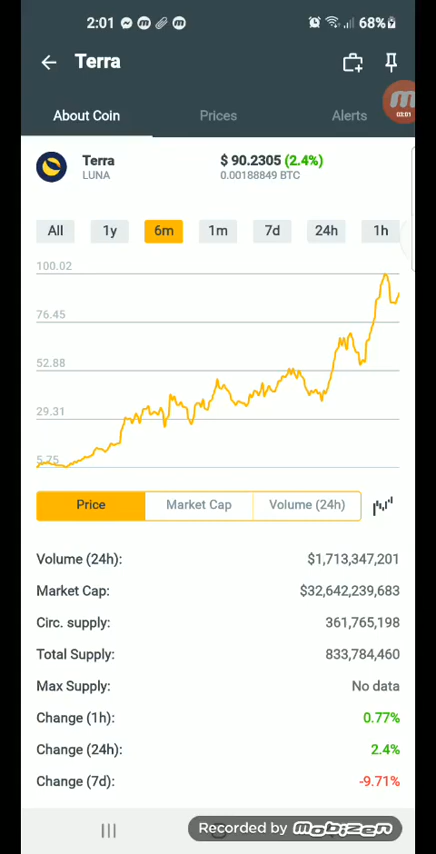 2:01 68%
Terra
About Coin Prices Alerts
03:01
Terra $ 90.2305 (2.4%)
LUNA 0.00188849 BTC
All 1y 6m 1m 7d 24h 1h
100.02
76.45
52.88
29.31
5.75
Price Market Cap Volume (24h)
Volume (24h): $1,713,347,201
Market Cap: $32,642,239,683
Circ. supply: 361,765,198
Total Supply: 833,784,460
Max Supply: No data
Change (1h): 0.77%
Change (24h): 2.4%
Change (7d): -9.71%
Recorded by mobizen